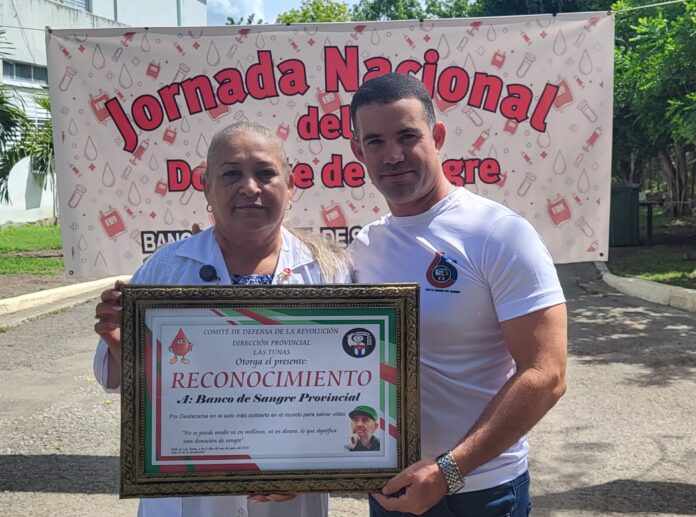 Jornada Nacional
del
Do de e Sangre
BANCO DE
COMITÉ DE DEFENSA DE LA REVOLUCIÓN
DIRECCIÓN PROVINCIAL
LAS TUNAS
Otorga el presente:
RECONOCIMIENTO
A: Banco de Sangre Provincial
Por Destacarse en el acto más solidario en el mundo para salvar vidas
"No se puede medir ni en millones, ni en dinero, lo que significa
una donación de sangre"